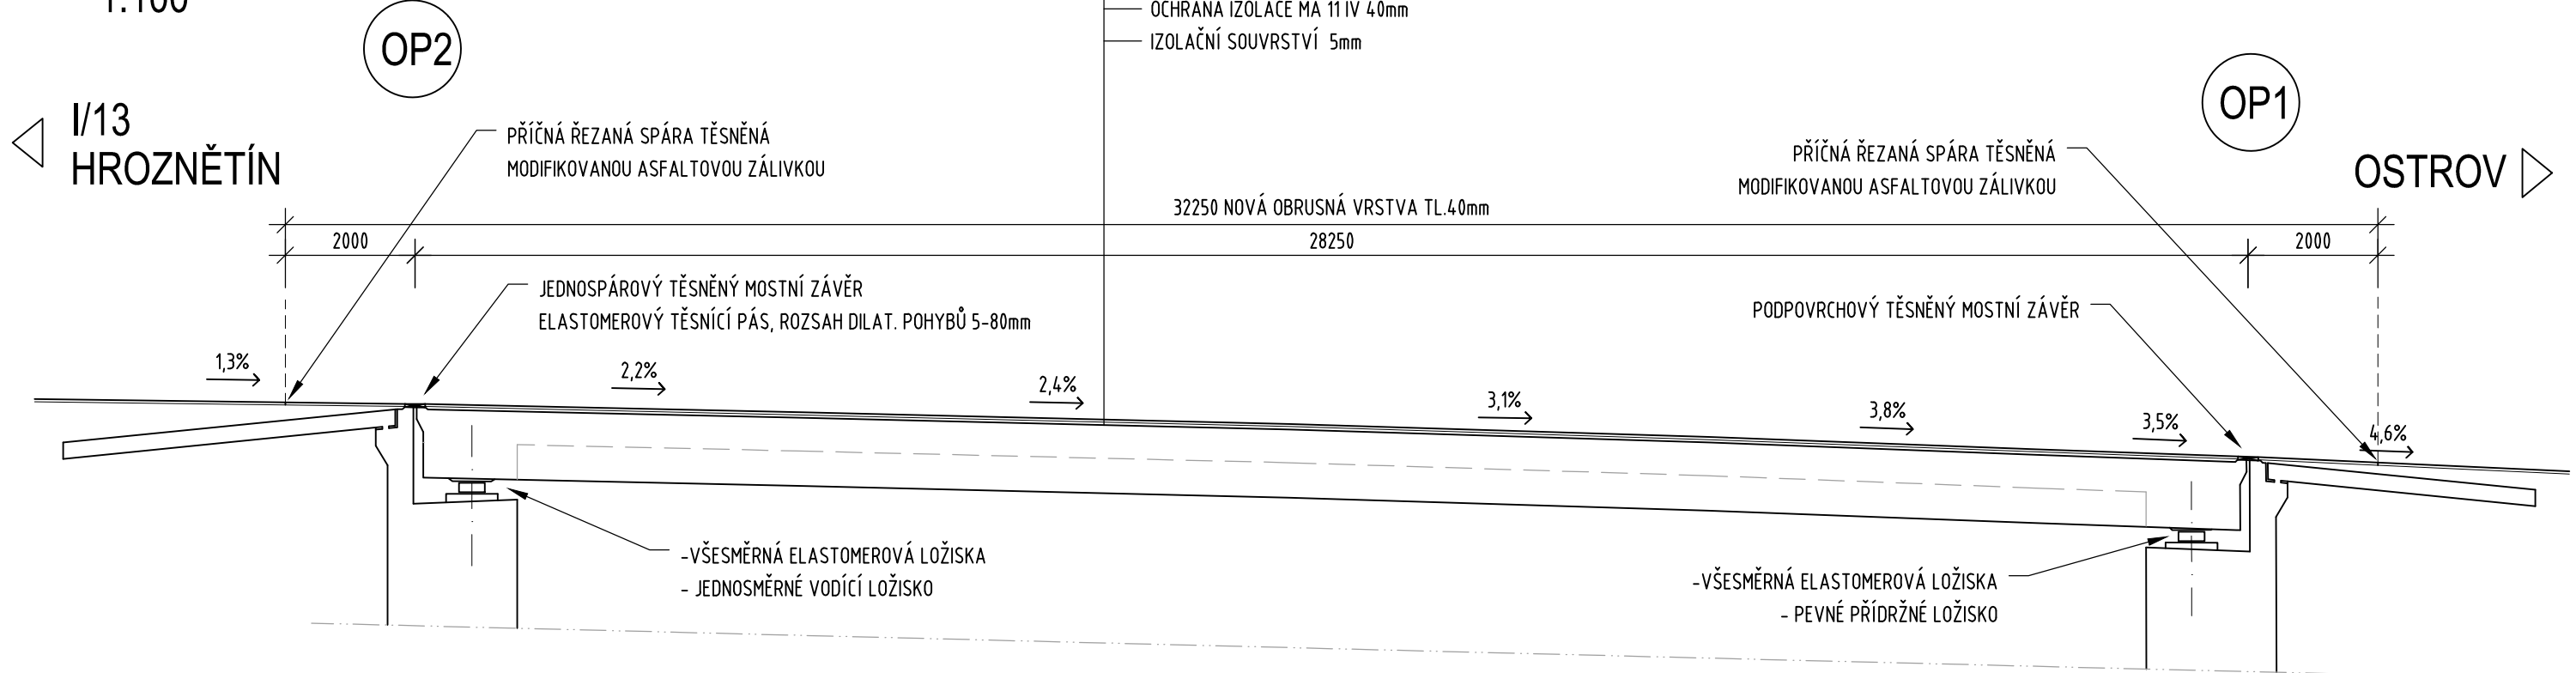 1:100
OCHRANA IZOLACE MA 11 IV 40mm
IZOLAČNÍ SOUVRSTVÍ 5mm
OP2
OP1
I/13
HROZNĚTÍN
OSTROV
PŘÍČNÁ ŘEZANÁ SPÁRA TĚSNĚNÁ
MODIFIKOVANOU ASFALTOVOU ZÁLIVKOU
PŘÍČNÁ ŘEZANÁ SPÁRA TĚSNĚNÁ
MODIFIKOVANOU ASFALTOVOU ZÁLIVKOU
32250 NOVÁ OBRUSNÁ VRSTVA TL.40mm
2000
28250
2000
JEDNOSPÁROVÝ TĚSNĚNÝ MOSTNÍ ZÁVĚR
ELASTOMEROVÝ TĚSNÍCÍ PÁS, ROZSAH DILAT. POHYBŮ 5-80mm
PODPOVRCHOVÝ TĚSNĚNÝ MOSTNÍ ZÁVĚR
1,3%
2,2%
2,4%
3,1%
3,8%
3,5%
4,6%
-VŠESMĚRNÁ ELASTOMEROVÁ LOŽISKA
- JEDNOSMĚRNÉ VODÍCÍ LOŽISKO
-VŠESMĚRNÁ ELASTOMEROVÁ LOŽISKA
- PEVNÉ PŘÍDRŽNÉ LOŽISKO